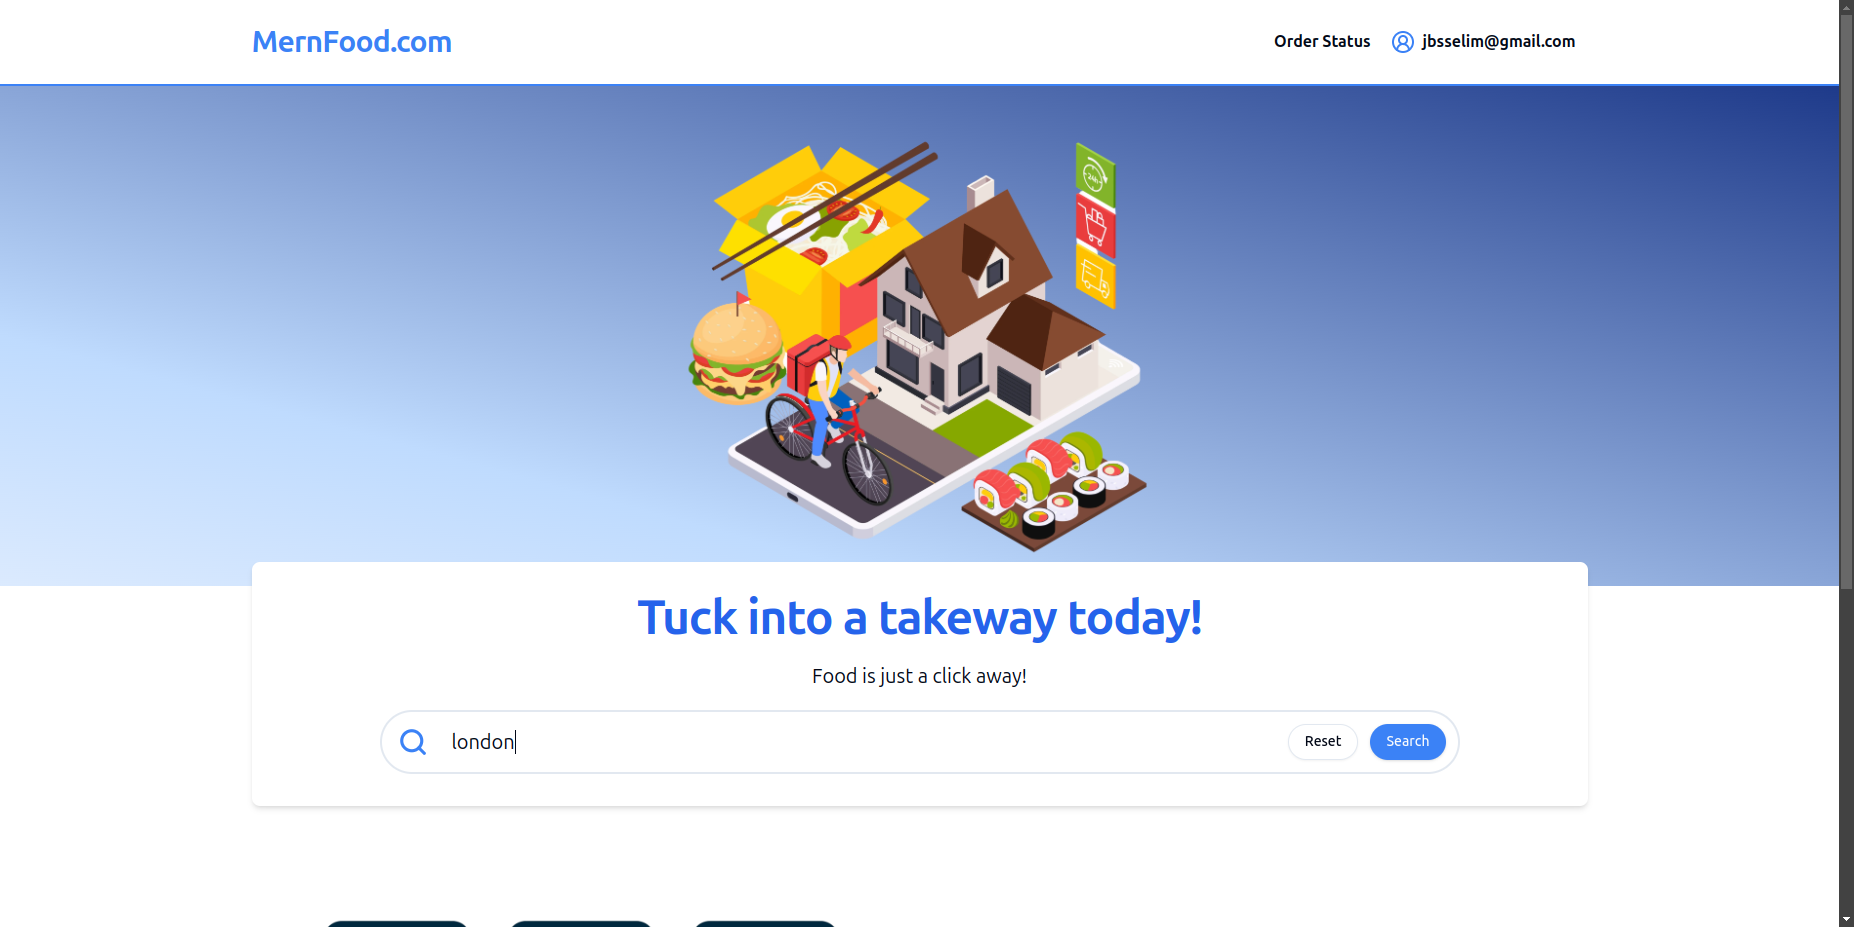 MernFood.com
Order Status
jbsselim@gmail.com
24h
Tuck into a takeway today!
Food is just a click away!
london
Reset
Search